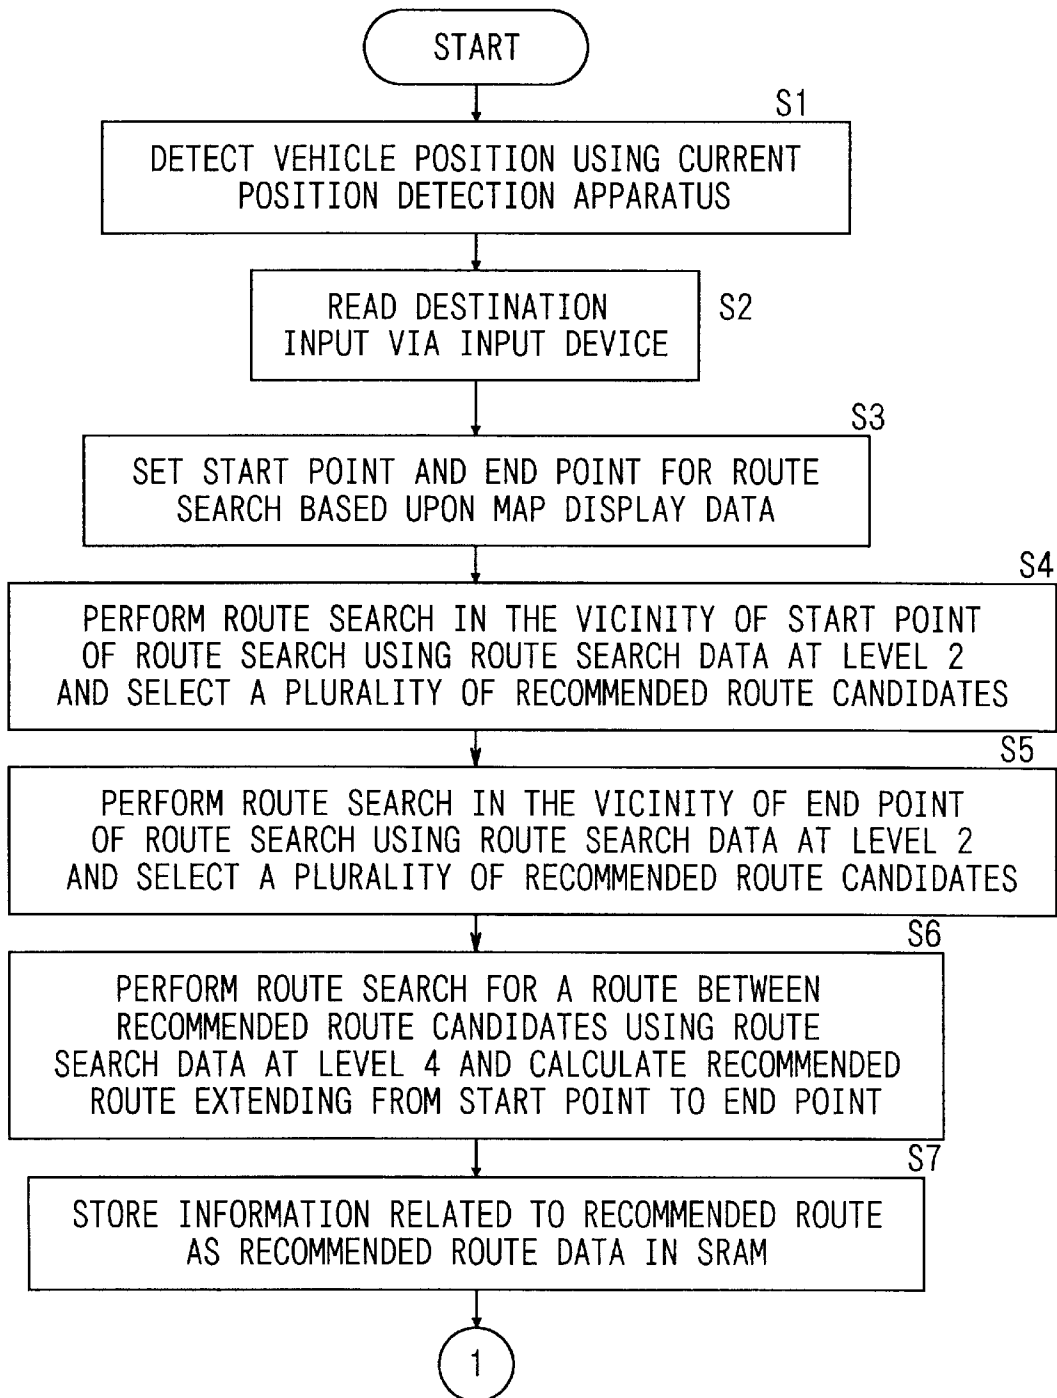 START
S1
DETECT VEHICLE POSITION USING CURRENT
POSITION DETECTION APPARATUS
READ DESTINATION
INPUT VIA INPUT DEVICE
S2
S3
SET START POINT AND END POINT FOR ROUTE
SEARCH BASED UPON MAP DISPLAY DATA
S4
PERFORM ROUTE SEARCH IN THE VICINITY OF START POINT
OF ROUTE SEARCH USING ROUTE SEARCH DATA AT LEVEL 2
AND SELECT A PLURALITY OF RECOMMENDED ROUTE CANDIDATES
S5
PERFORM ROUTE SEARCH IN THE VICINITY OF END POINT
OF ROUTE SEARCH USING ROUTE SEARCH DATA AT LEVEL 2
AND SELECT A PLURALITY OF RECOMMENDED ROUTE CANDIDATES
S6
PERFORM ROUTE SEARCH FOR A ROUTE BETWEEN
RECOMMENDED ROUTE CANDIDATES USING ROUTE
SEARCH DATA AT LEVEL 4 AND CALCULATE RECOMMENDED
ROUTE EXTENDING FROM START POINT TO END POINT
S7
STORE INFORMATION RELATED TO RECOMMENDED ROUTE
AS RECOMMENDED ROUTE DATA IN SRAM
1